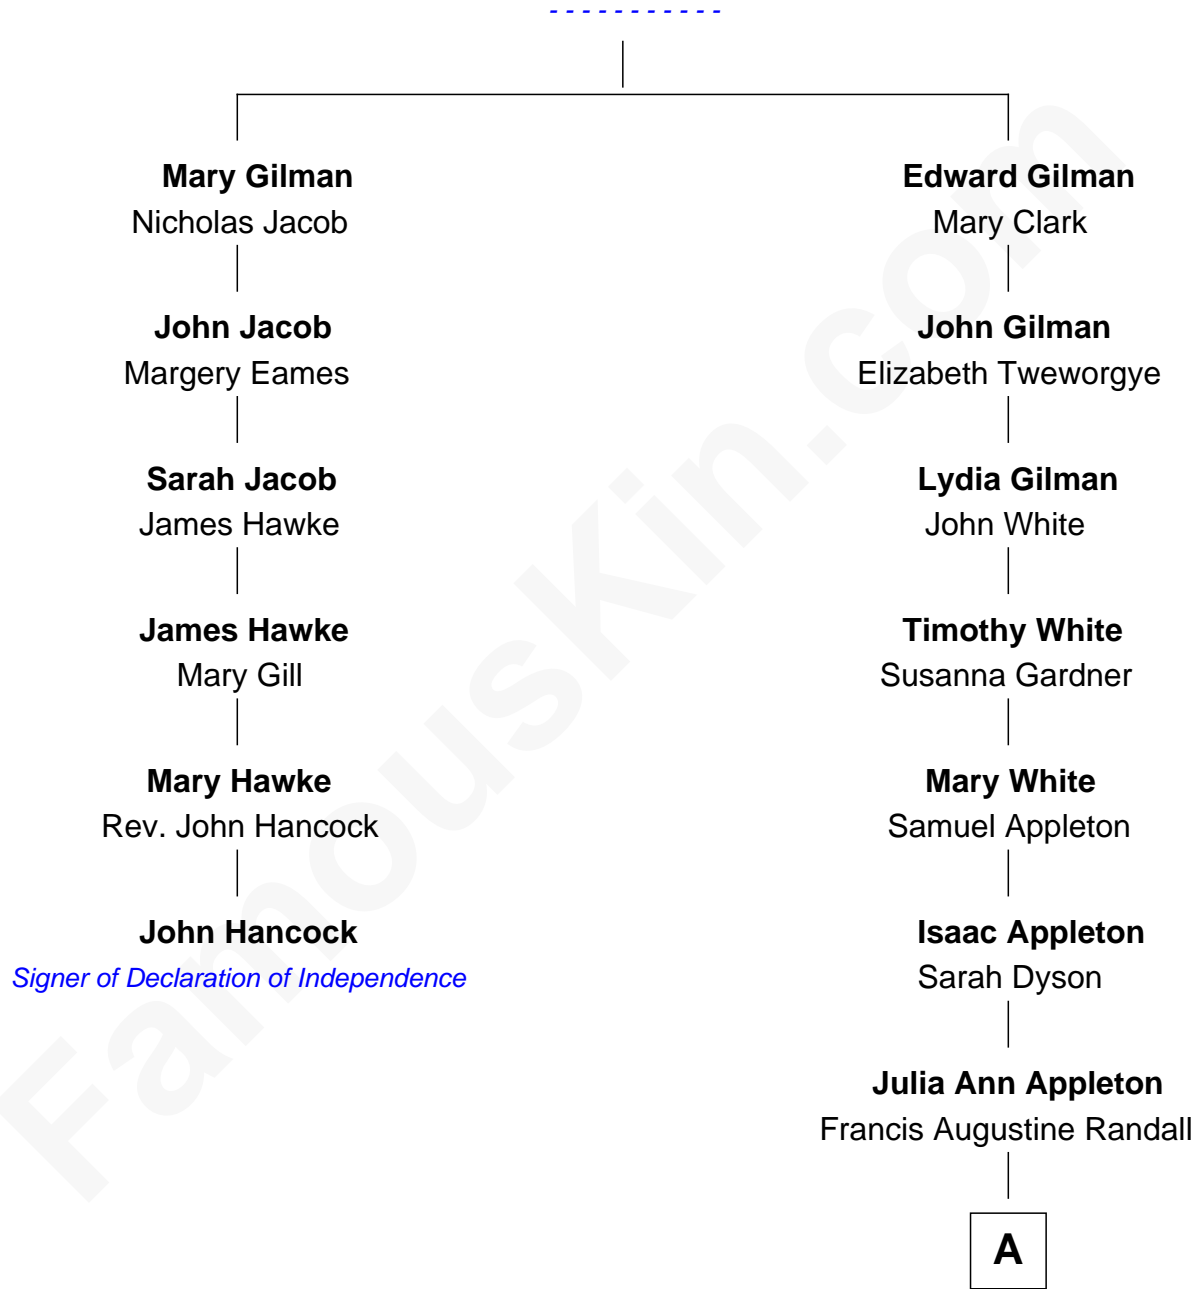 - - - - - - - - - - -
Mary Gilman
Nicholas Jacob
John Jacob
Margery Eames
Sarah Jacob
James Hawke
James Hawke
Mary Gill
Mary Hawke
Rev. John Hancock
John Hancock
Signer of Declaration of Independence
Edward Gilman
Mary Clark
John Gilman
Elizabeth Tweworgye
Lydia Gilman
John White
Timothy White
Susanna Gardner
Mary White
Samuel Appleton
Isaac Appleton
Sarah Dyson
Julia Ann Appleton
Francis Augustine Randall
A
FamousKin.com